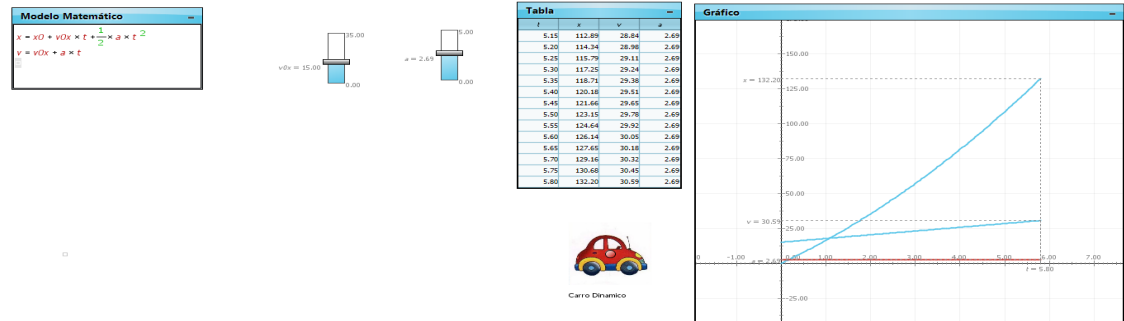 Modelo Matemático
x = x0 + v0x × t + 1/2 × a × t 2
v = v0x + a × t
35.00
v0x = 15.00
0.00
5.00
a = 2.69
0.00
Tabla
t x v a
5.15 112.89 28.84 2.69
5.20 114.34 28.98 2.69
5.25 115.79 29.11 2.69
5.30 117.25 29.24 2.69
5.35 118.71 29.38 2.69
5.40 120.18 29.51 2.69
5.45 121.66 29.65 2.69
5.50 123.15 29.78 2.69
5.55 124.64 29.92 2.69
5.60 126.14 30.05 2.69
5.65 127.65 30.18 2.69
5.70 129.16 30.32 2.69
5.75 130.68 30.45 2.69
5.80 132.20 30.59 2.69
Carro Dinamico
Gráfico
150.00
x = 132.20
125.00
100.00
75.00
50.00
v = 30.59
25.00
a = 2.69
0 -1.00 0.00 1.00 2.00 3.00 4.00 5.00 6.00 7.00
t = 5.80
-25.00